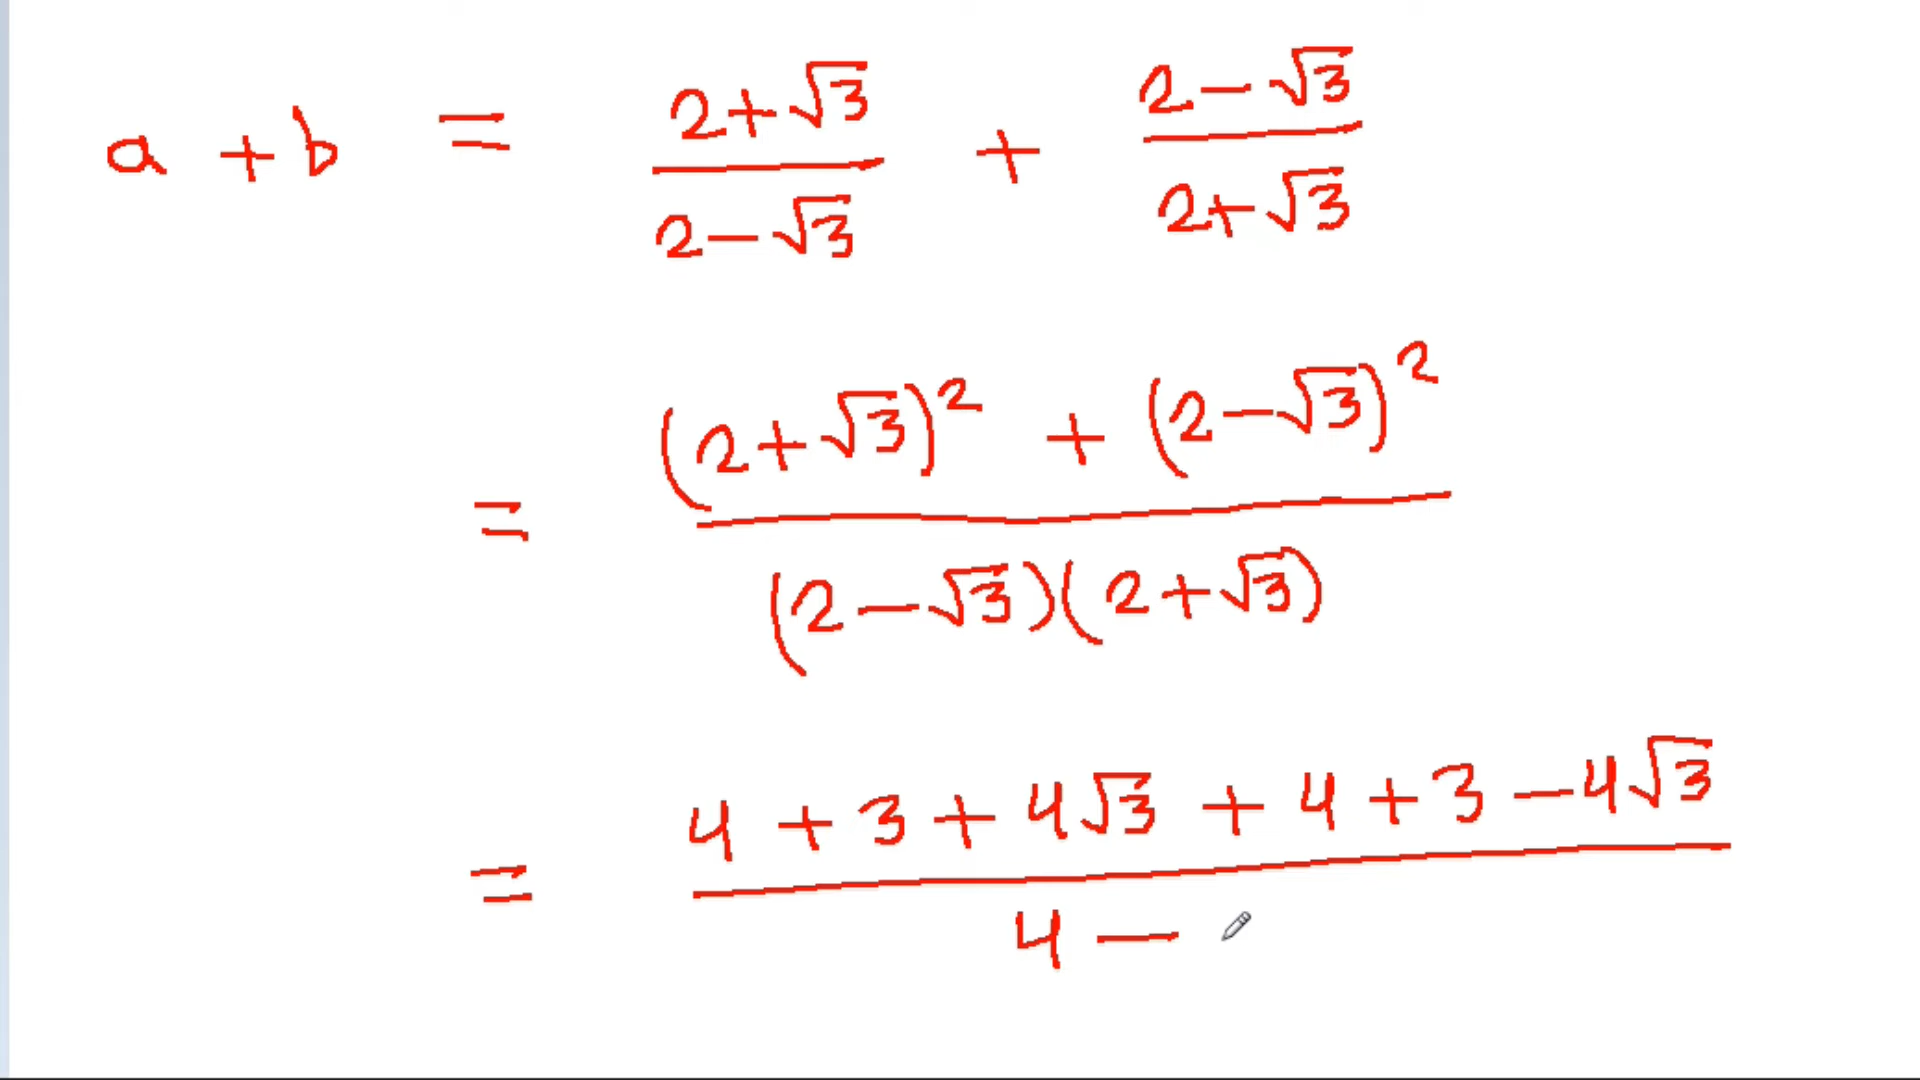 a + b = (2+√3)/(2-√3) + (2-√3)/(2+√3)
= ((2+√3)² + (2-√3)²)/((2-√3)(2+√3))
= (4 + 3 + 4√3 + 4 + 3 - 4√3)/(4 -